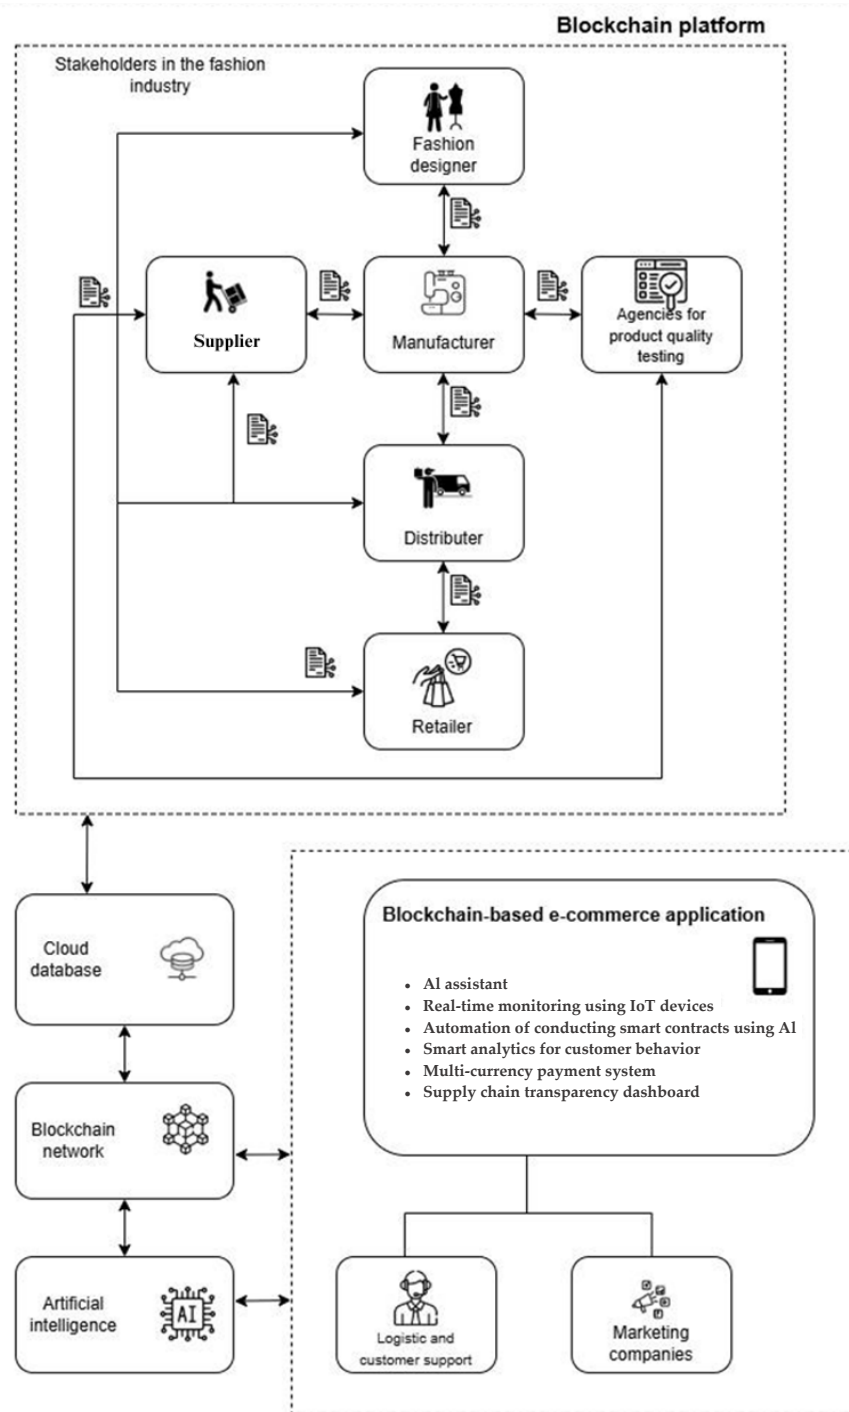 Blockchain platform
Stakeholders in the fashion
industry
Fashion
designer
Supplier
Manufacturer
Agencies for
product quality
testing
Distributer
Retailer
Cloud
database
Blockchain-based e-commerce application
• AI assistant
• Real-time monitoring using IoT devices
• Automation of conducting smart contracts using AI
• Smart analytics for customer behavior
• Multi-currency payment system
• Supply chain transparency dashboard
Blockchain
network
Artificial
intelligence
AI
Logistic and
customer support
Marketing
companies